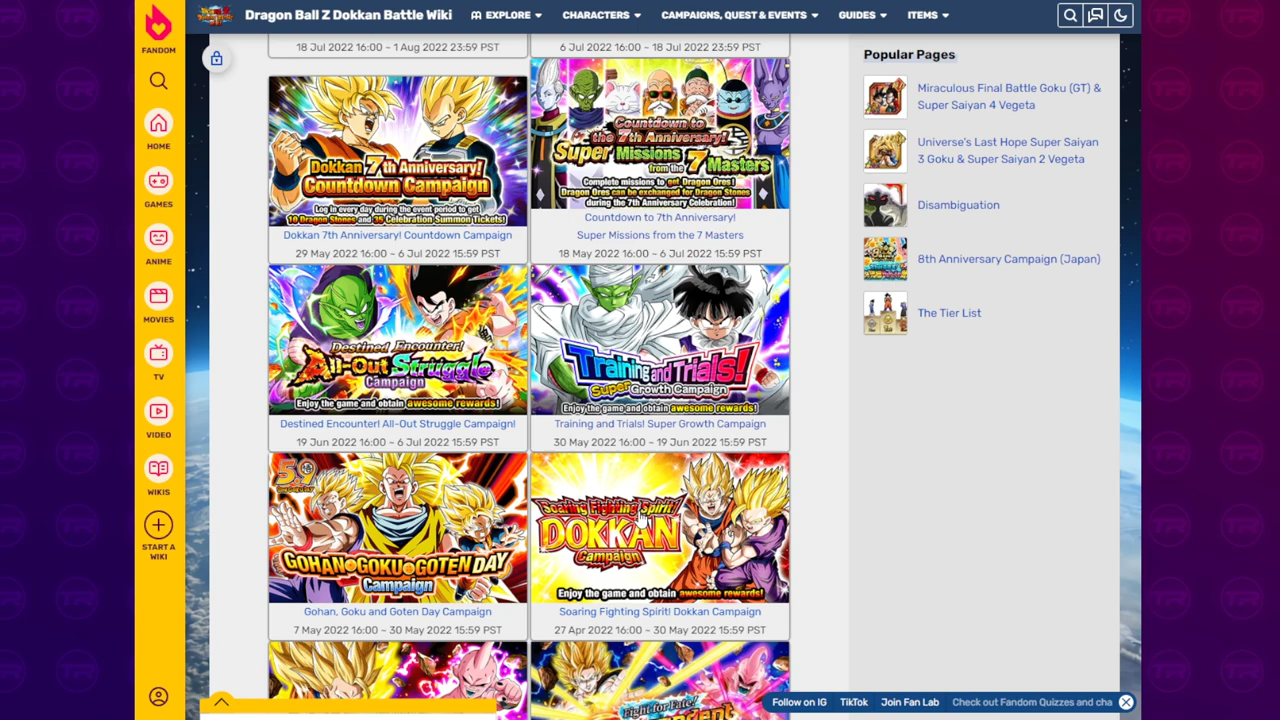 FANDOM
HOME
GAMES
ANIME
MOVIES
TV
VIDEO
WIKIS
START A
WIKI
Dragon Ball Z Dokkan Battle Wiki
EXPLORE
CHARACTERS
CAMPAIGNS, QUEST & EVENTS
GUIDES
ITEMS
18 Jul 2022 16:00 ~ 1 Aug 2022 23:59 PST
6 Jul 2022 16:00 ~ 18 Jul 2022 23:59 PST
Dokkan 7th Anniversary!
Countdown Campaign
Log in every day during the event period to get
10 Dragon Stones and 35 Celebration Summon Tickets!
Dokkan 7th Anniversary! Countdown Campaign
29 May 2022 16:00 ~ 6 Jul 2022 15:59 PST
Countdown to
the 7th Anniversary!
Super Missions
from the 7 Masters
Complete missions to get Dragon Ores!
Dragon Ores can be exchanged for Dragon Stones
during the 7th Anniversary Celebration!
Countdown to 7th Anniversary!
Super Missions from the 7 Masters
18 May 2022 16:00 ~ 6 Jul 2022 15:59 PST
Destined Encounter!
All-Out Struggle
Campaign
Enjoy the game and obtain awesome rewards!
Destined Encounter! All-Out Struggle Campaign!
19 Jun 2022 16:00 ~ 6 Jul 2022 15:59 PST
Training and Trials!
Super Growth Campaign
Enjoy the game and obtain awesome rewards!
Training and Trials! Super Growth Campaign
30 May 2022 16:00 ~ 19 Jun 2022 15:59 PST
5.9
GOHAN GOKU GOTEN DAY
Campaign
Gohan, Goku and Goten Day Campaign
7 May 2022 16:00 ~ 30 May 2022 15:59 PST
Soaring Fighting Spirit!
DOKKAN
Campaign
Enjoy the game and obtain awesome rewards!
Soaring Fighting Spirit! Dokkan Campaign
27 Apr 2022 16:00 ~ 30 May 2022 15:59 PST
Fight for Fate!
Popular Pages
Miraculous Final Battle Goku (GT) &
Super Saiyan 4 Vegeta
Universe's Last Hope Super Saiyan
3 Goku & Super Saiyan 2 Vegeta
Disambiguation
8th Anniversary Campaign (Japan)
The Tier List
Follow on IG
TikTok
Join Fan Lab
Check out Fandom Quizzes and cha